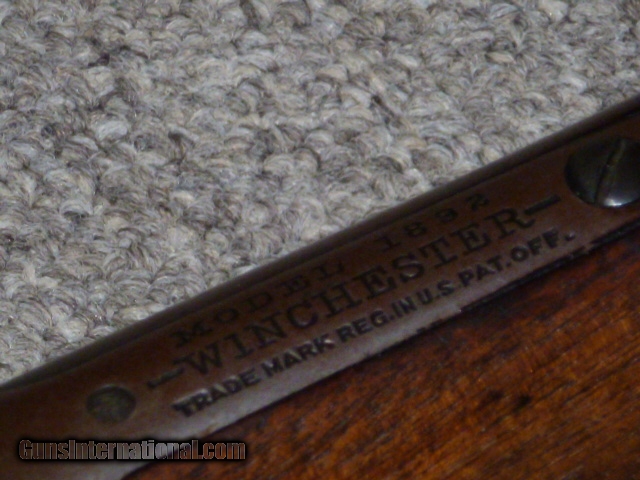 MODEL 1892
—WINCHESTER—
TRADE MARK REG. IN U.S. PAT. OFF.
GunsInternational.com